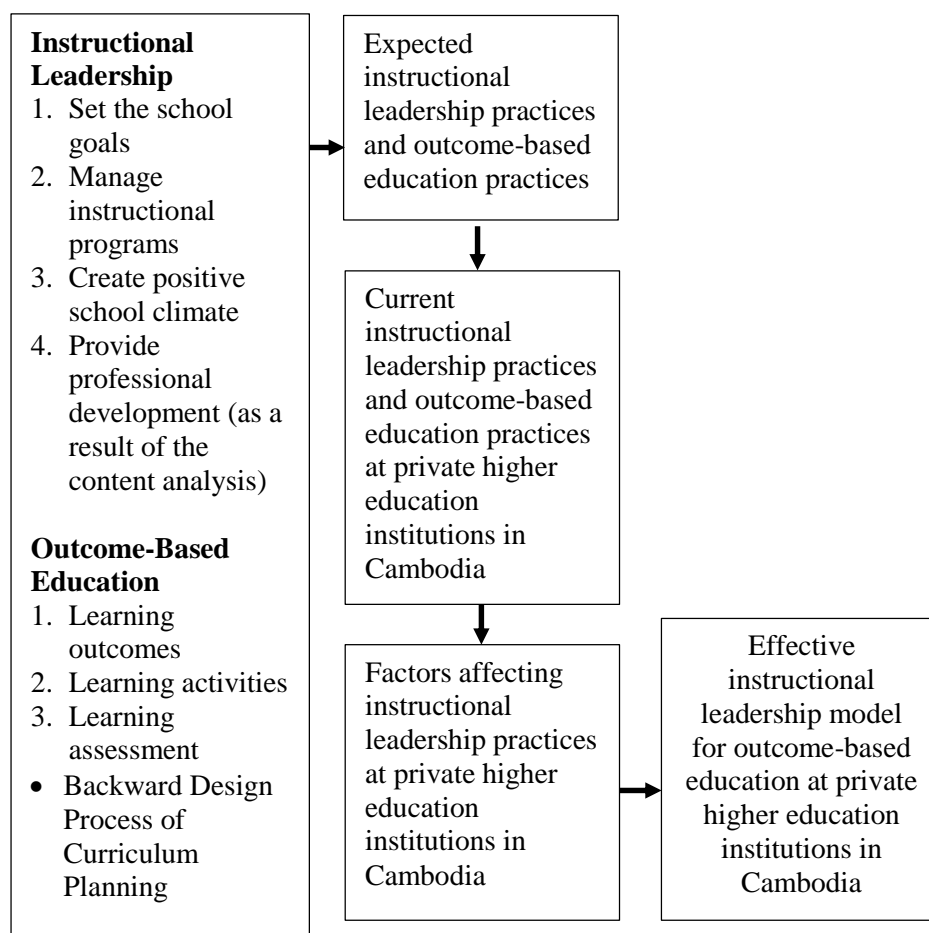 Instructional
Leadership
1. Set the school
goals
2. Manage
instructional
programs
3. Create positive
school climate
4. Provide
professional
development (as a
result of the
content analysis)
Outcome-Based
Education
1. Learning
outcomes
2. Learning activities
3. Learning
assessment
• Backward Design
Process of
Curriculum
Planning
Expected
instructional
leadership practices
and outcome-based
education practices
Current
instructional
leadership practices
and outcome-based
education practices
at private higher
education
institutions in
Cambodia
Factors affecting
instructional
leadership practices
at private higher
education
institutions in
Cambodia
Effective
instructional
leadership model
for outcome-based
education at private
higher education
institutions in
Cambodia